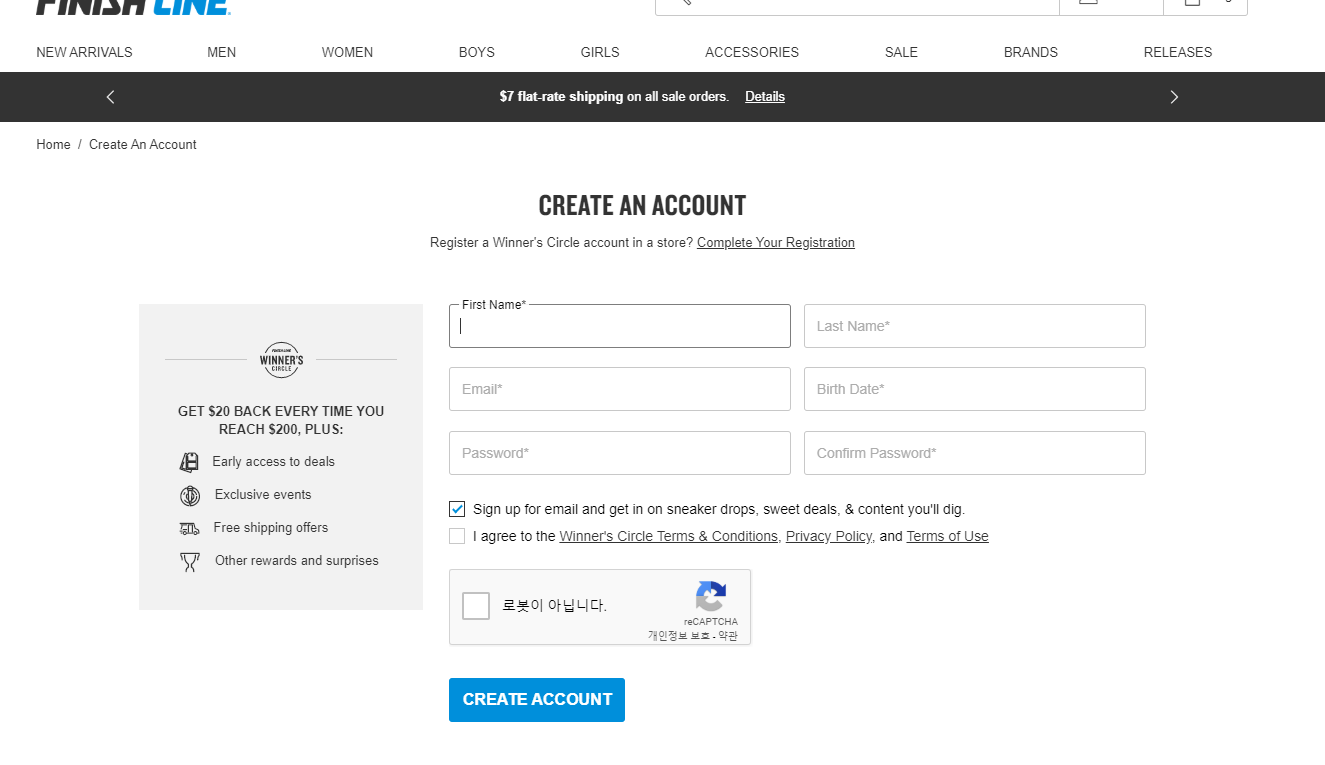 FINISH LINE
NEW ARRIVALS MEN WOMEN BOYS GIRLS ACCESSORIES SALE BRANDS RELEASES
$7 flat-rate shipping on all sale orders. Details
Home / Create An Account
CREATE AN ACCOUNT
Register a Winner's Circle account in a store? Complete Your Registration
FINISH LINE
WINNER'S
CIRCLE
GET $20 BACK EVERY TIME YOU
REACH $200, PLUS:
Early access to deals
Exclusive events
Free shipping offers
Other rewards and surprises
First Name*
Last Name*
Email*
Birth Date*
Password*
Confirm Password*
Sign up for email and get in on sneaker drops, sweet deals, & content you'll dig.
I agree to the Winner's Circle Terms & Conditions, Privacy Policy, and Terms of Use
로봇이 아닙니다.
reCAPTCHA
개인정보 보호 - 약관
CREATE ACCOUNT